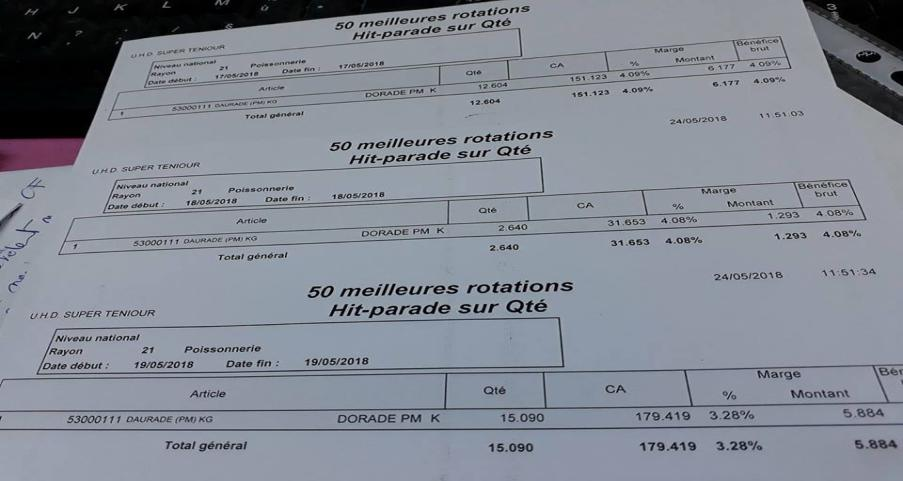 50 meilleures rotations
Hit-parade sur Qté
U.H.D. SUPER TENIOUR
Niveau national
Rayon 21 Poissonnerie
Date début : 17/05/2018 Date fin : 17/05/2018
Article Qté CA Marge % Montant Bénéfice brut
1 53000111 DAURADE (PM) KG DORADE PM K 12.604 151.123 4.09% 6.177 4.09%
Total général 12.604 151.123 4.09% 6.177 4.09%
24/05/2018 11:51:03
50 meilleures rotations
Hit-parade sur Qté
U.H.D. SUPER TENIOUR
Niveau national
Rayon 21 Poissonnerie
Date début : 18/05/2018 Date fin : 18/05/2018
Article Qté CA Marge % Montant Bénéfice brut
1 53000111 DAURADE (PM) KG DORADE PM K 2.640 31.653 4.08% 1.293 4.08%
Total général 2.640 31.653 4.08% 1.293 4.08%
24/05/2018 11:51:34
50 meilleures rotations
Hit-parade sur Qté
U.H.D. SUPER TENIOUR
Niveau national
Rayon 21 Poissonnerie
Date début : 19/05/2018 Date fin : 19/05/2018
Article Qté CA Marge % Montant
53000111 DAURADE (PM) KG DORADE PM K 15.090 179.419 3.28% 5.884
Total général 15.090 179.419 3.28% 5.884